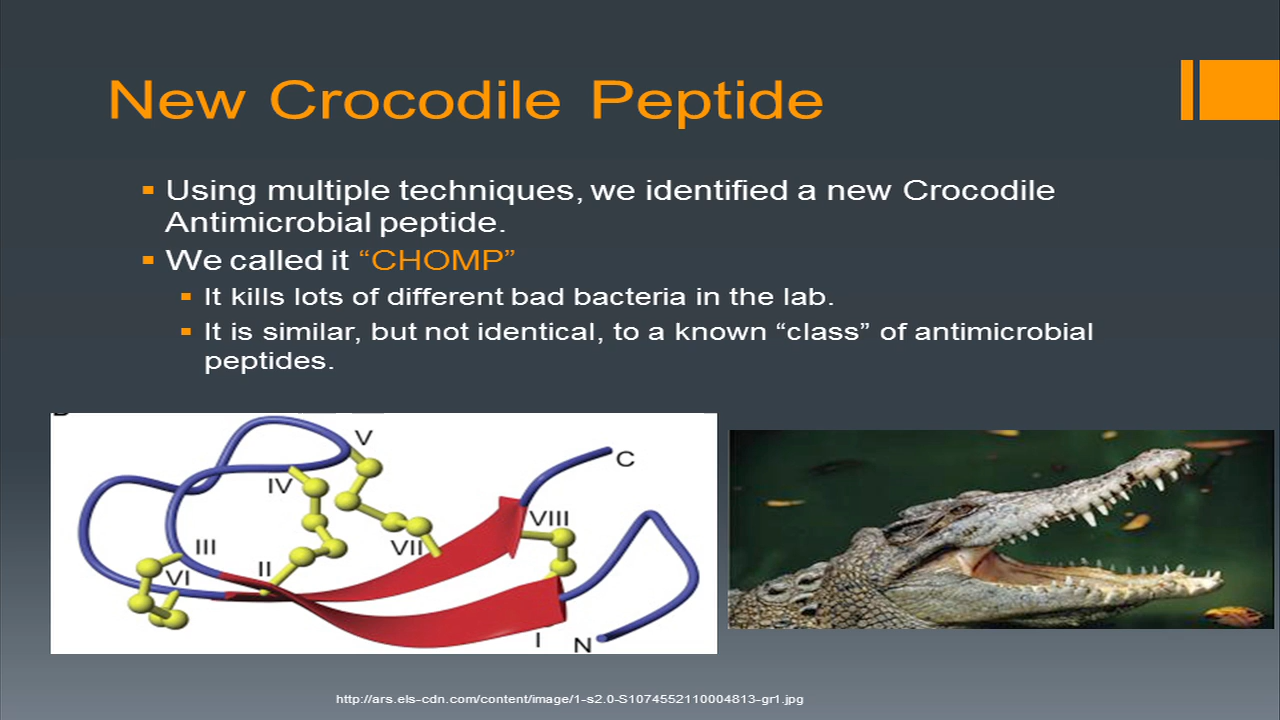 New Crocodile Peptide
Using multiple techniques, we identified a new Crocodile
Antimicrobial peptide.
We called it “CHOMP”
It kills lots of different bad bacteria in the lab.
It is similar, but not identical, to a known “class” of antimicrobial
peptides.
V
C
IV
VIII
III
VII
II
VI
I
N
http://ars.els-cdn.com/content/image/1-s2.0-S1074552110004813-gr1.jpg